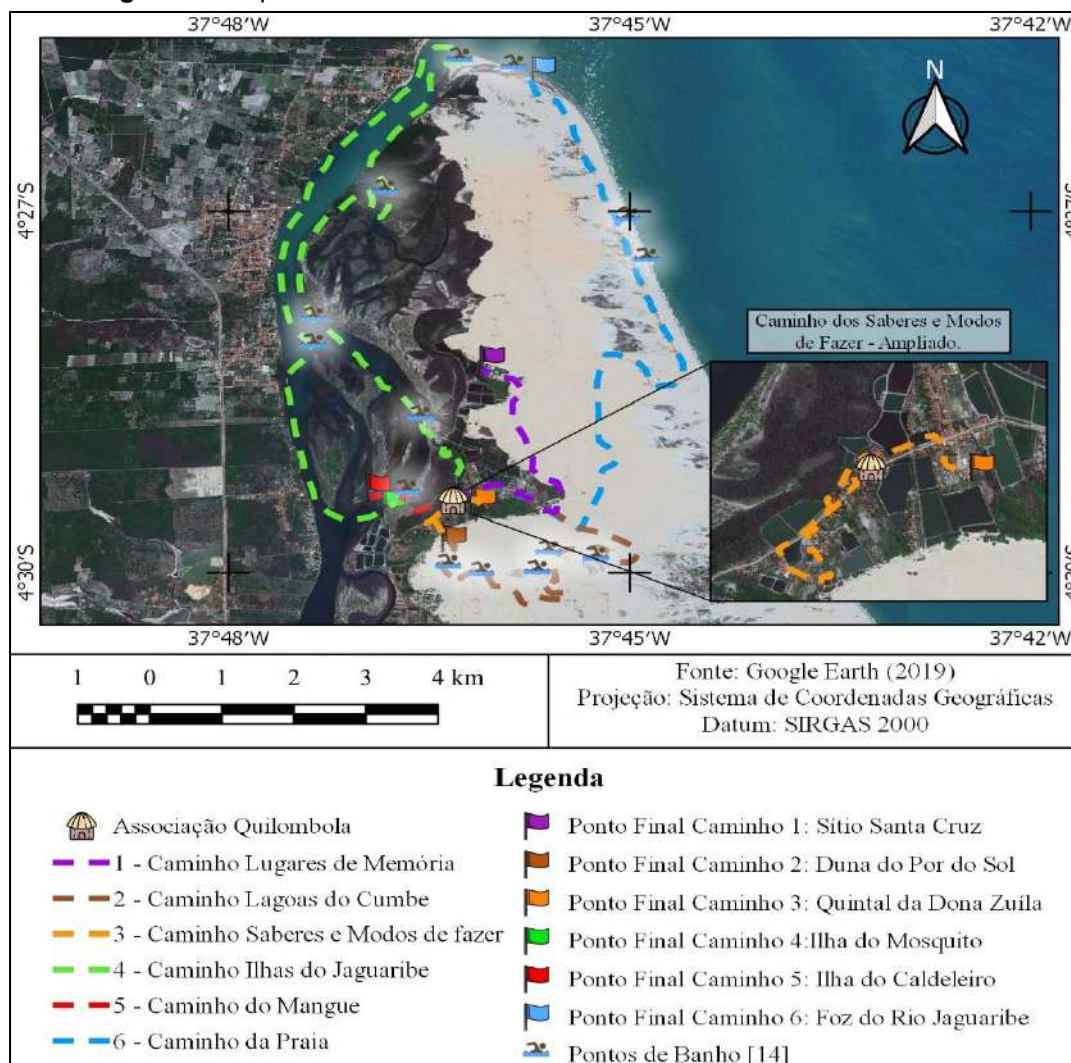 37°48'W 37°45'W 37°42'W
N
4°27'S
4°27'S
Caminho dos Saberes e Modos
de Fazer - Ampliado.
4°30'S
37°48'W 37°45'W 37°42'W
1 0 1 2 3 4 km
Fonte: Google Earth (2019)
Projeção: Sistema de Coordenadas Geográficas
Datum: SIRGAS 2000
Legenda
Associação Quilombola
1 - Caminho Lugares de Memória
2 - Caminho Lagoas do Cumbe
3 - Caminho Saberes e Modos de fazer
4 - Caminho Ilhas do Jaguaribe
5 - Caminho do Mangue
6 - Caminho da Praia
Ponto Final Caminho 1: Sítio Santa Cruz
Ponto Final Caminho 2: Duna do Por do Sol
Ponto Final Caminho 3: Quintal da Dona Zuíla
Ponto Final Caminho 4:Ilha do Mosquito
Ponto Final Caminho 5: Ilha do Caldeleiro
Ponto Final Caminho 6: Foz do Rio Jaguaribe
Pontos de Banho [14]